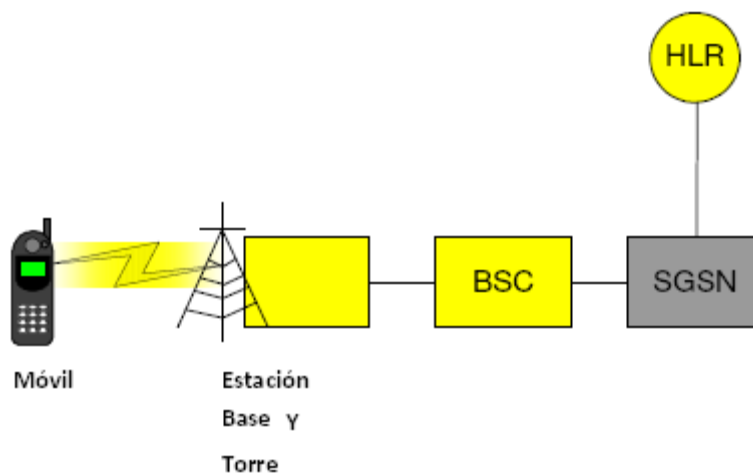 HLR
BSC
SGSN
Móvil
Estación
Base y
Torre